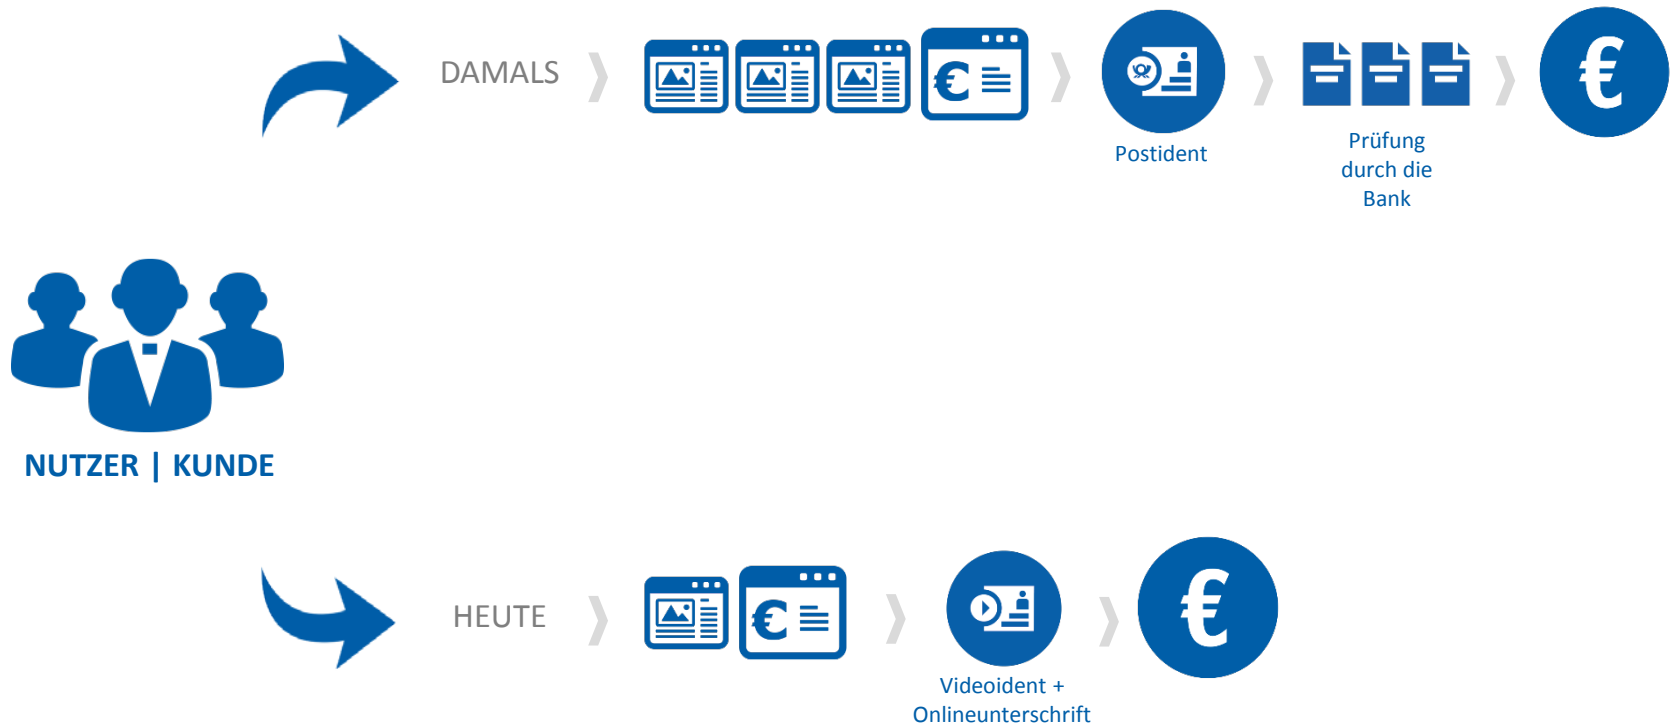 DAMALS
€
€
Postident
Prüfung
durch die
Bank
NUTZER | KUNDE
HEUTE
€
€
Videoident +
Onlineunterschrift